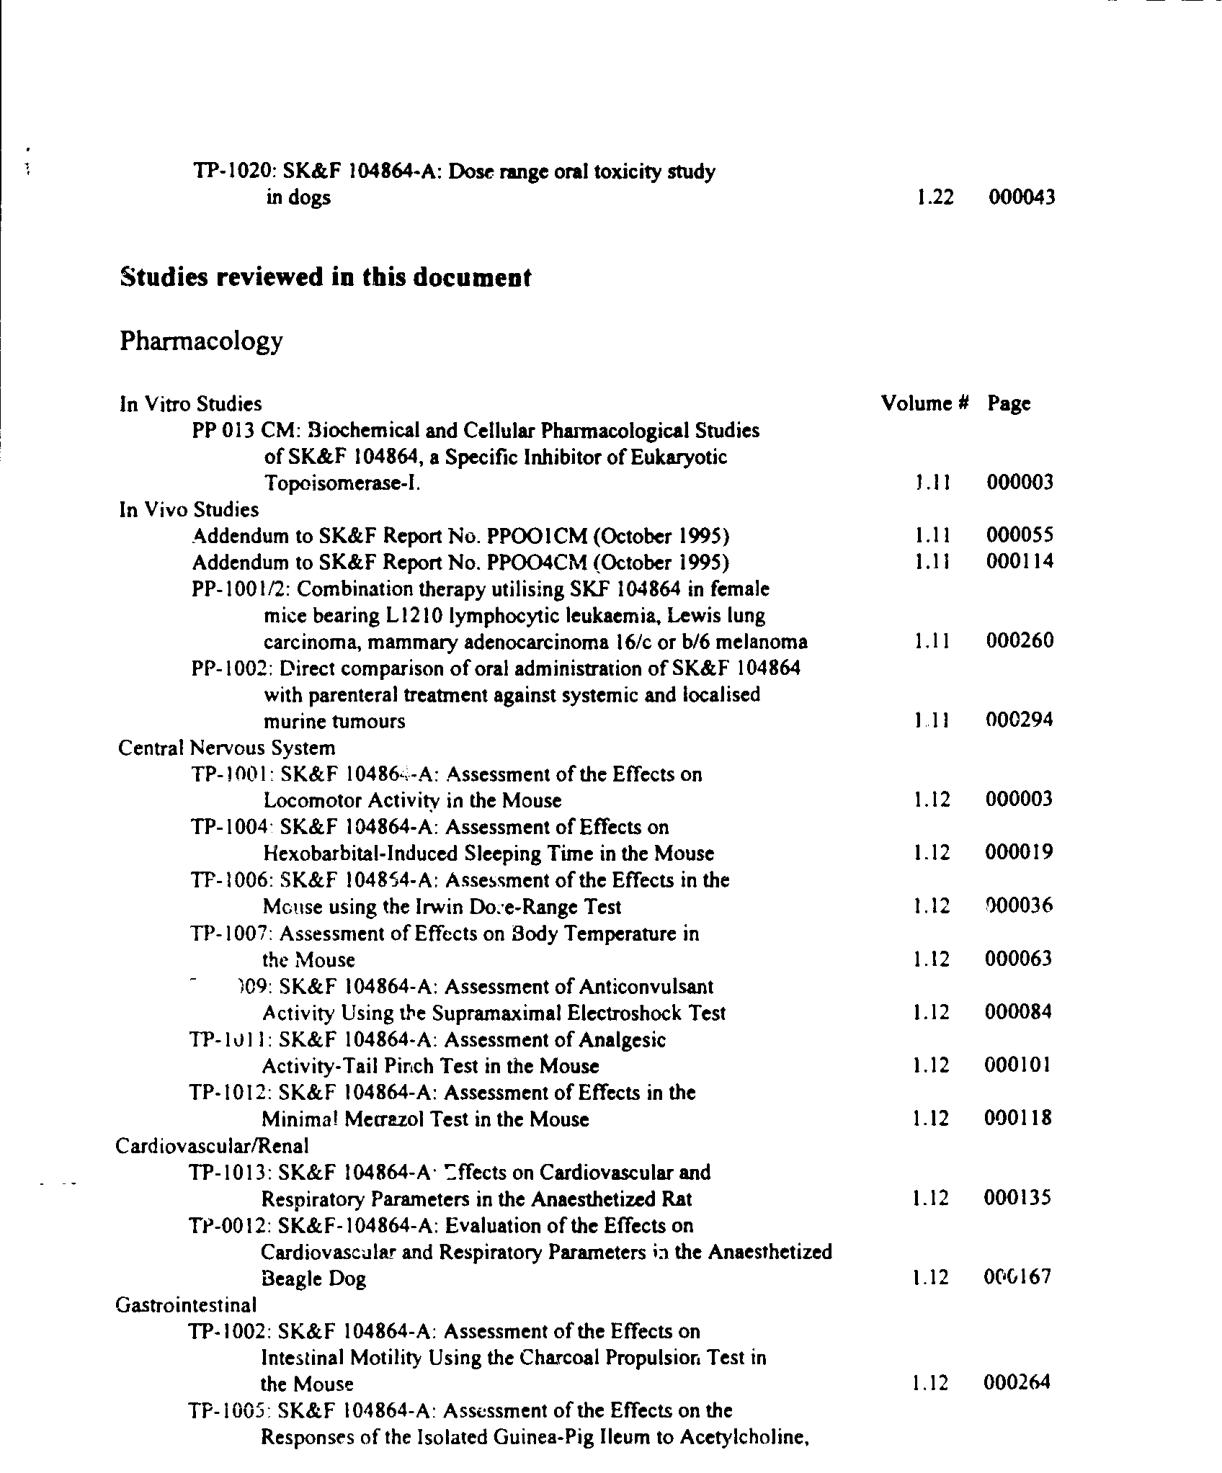 TP-1020: SK&F 104864-A: Dose range oral toxicity study
in dogs 1.22 000043
Studies reviewed in this document
Pharmacology
In Vitro Studies Volume # Page
PP 013 CM: Biochemical and Cellular Pharmacological Studies
of SK&F 104864, a Specific Inhibitor of Eukaryotic
Topoisomerase-I. 1.11 000003
In Vivo Studies
Addendum to SK&F Report No. PPOO1CM (October 1995) 1.11 000055
Addendum to SK&F Report No. PPOO4CM (October 1995) 1.11 000114
PP-1001/2: Combination therapy utilising SKF 104864 in female
mice bearing L1210 lymphocytic leukaemia, Lewis lung
carcinoma, mammary adenocarcinoma 16/c or b/6 melanoma 1.11 000260
PP-1002: Direct comparison of oral administration of SK&F 104864
with parenteral treatment against systemic and localised
murine tumours 1.11 000294
Central Nervous System
TP-1001: SK&F 104864-A: Assessment of the Effects on
Locomotor Activity in the Mouse 1.12 000003
TP-1004: SK&F 104864-A: Assessment of Effects on
Hexobarbital-Induced Sleeping Time in the Mouse 1.12 000019
TP-1006: SK&F 104864-A: Assessment of the Effects in the
Mouse using the Irwin Dose-Range Test 1.12 000036
TP-1007: Assessment of Effects on Body Temperature in
the Mouse 1.12 000063
09: SK&F 104864-A: Assessment of Anticonvulsant
Activity Using the Supramaximal Electroshock Test 1.12 000084
TP-1011: SK&F 104864-A: Assessment of Analgesic
Activity-Tail Pinch Test in the Mouse 1.12 000101
TP-1012: SK&F 104864-A: Assessment of Effects in the
Minimal Metrazol Test in the Mouse 1.12 000118
Cardiovascular/Renal
TP-1013: SK&F 104864-A: Effects on Cardiovascular and
Respiratory Parameters in the Anaesthetized Rat 1.12 000135
TP-0012: SK&F-104864-A: Evaluation of the Effects on
Cardiovascular and Respiratory Parameters in the Anaesthetized
Beagle Dog 1.12 000167
Gastrointestinal
TP-1002: SK&F 104864-A: Assessment of the Effects on
Intestinal Motility Using the Charcoal Propulsion Test in
the Mouse 1.12 000264
TP-1005: SK&F 104864-A: Assessment of the Effects on the
Responses of the Isolated Guinea-Pig Ileum to Acetylcholine,